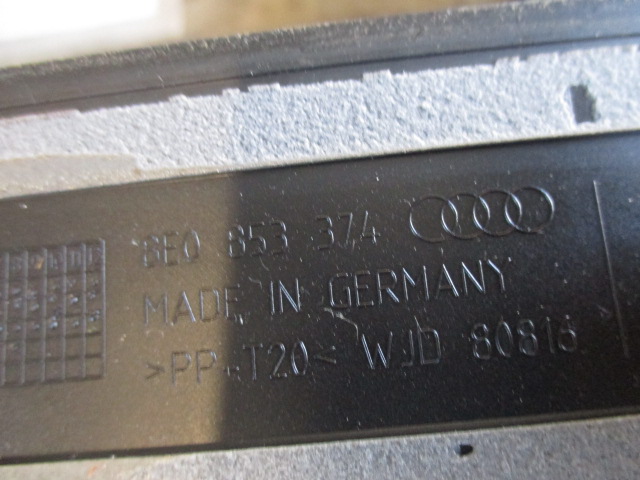 8E0 853 374
MADE IN GERMANY
>PP-T20< WJD 80816